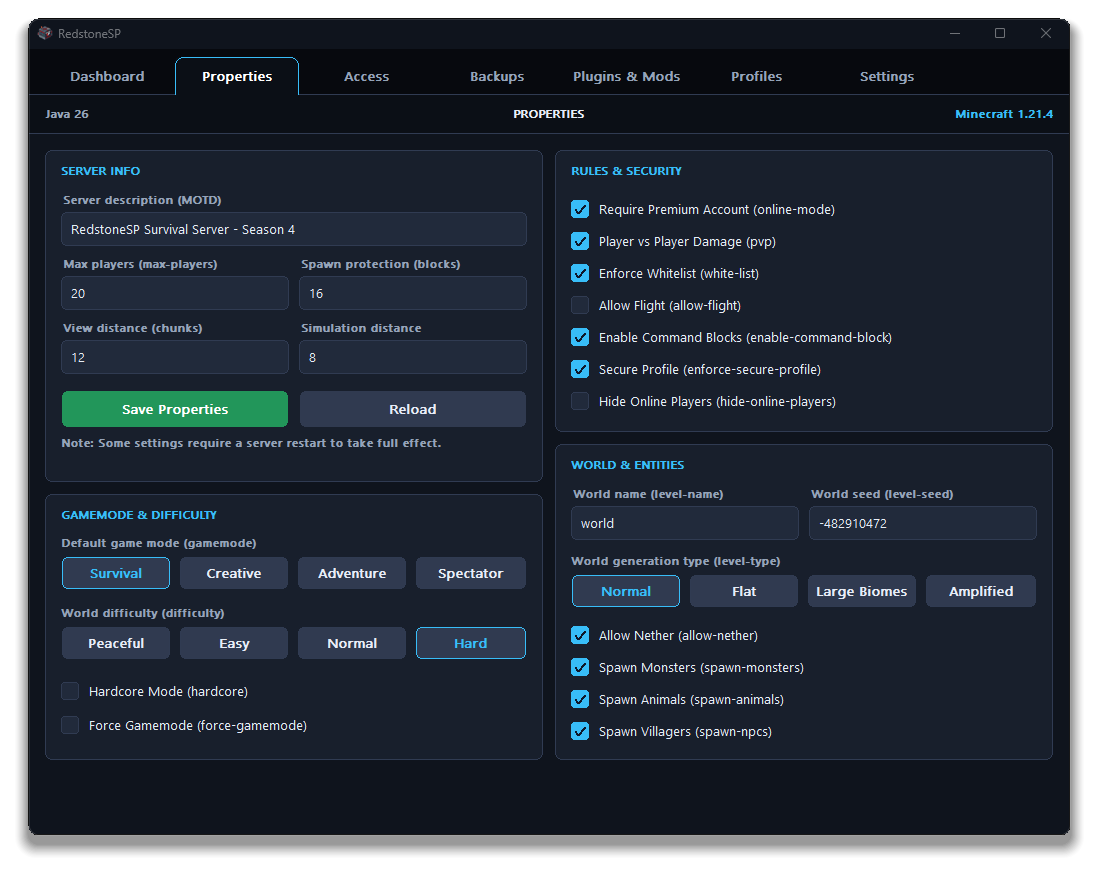 RedstoneSP
Dashboard Properties Access Backups Plugins & Mods Profiles Settings
Java 26 PROPERTIES Minecraft 1.21.4
SERVER INFO
Server description (MOTD)
RedstoneSP Survival Server - Season 4
Max players (max-players) Spawn protection (blocks)
20 16
View distance (chunks) Simulation distance
12 8
Save Properties Reload
Note: Some settings require a server restart to take full effect.
GAMEMODE & DIFFICULTY
Default game mode (gamemode)
Survival Creative Adventure Spectator
World difficulty (difficulty)
Peaceful Easy Normal Hard
Hardcore Mode (hardcore)
Force Gamemode (force-gamemode)
RULES & SECURITY
Require Premium Account (online-mode)
Player vs Player Damage (pvp)
Enforce Whitelist (white-list)
Allow Flight (allow-flight)
Enable Command Blocks (enable-command-block)
Secure Profile (enforce-secure-profile)
Hide Online Players (hide-online-players)
WORLD & ENTITIES
World name (level-name) World seed (level-seed)
world -482910472
World generation type (level-type)
Normal Flat Large Biomes Amplified
Allow Nether (allow-nether)
Spawn Monsters (spawn-monsters)
Spawn Animals (spawn-animals)
Spawn Villagers (spawn-npcs)